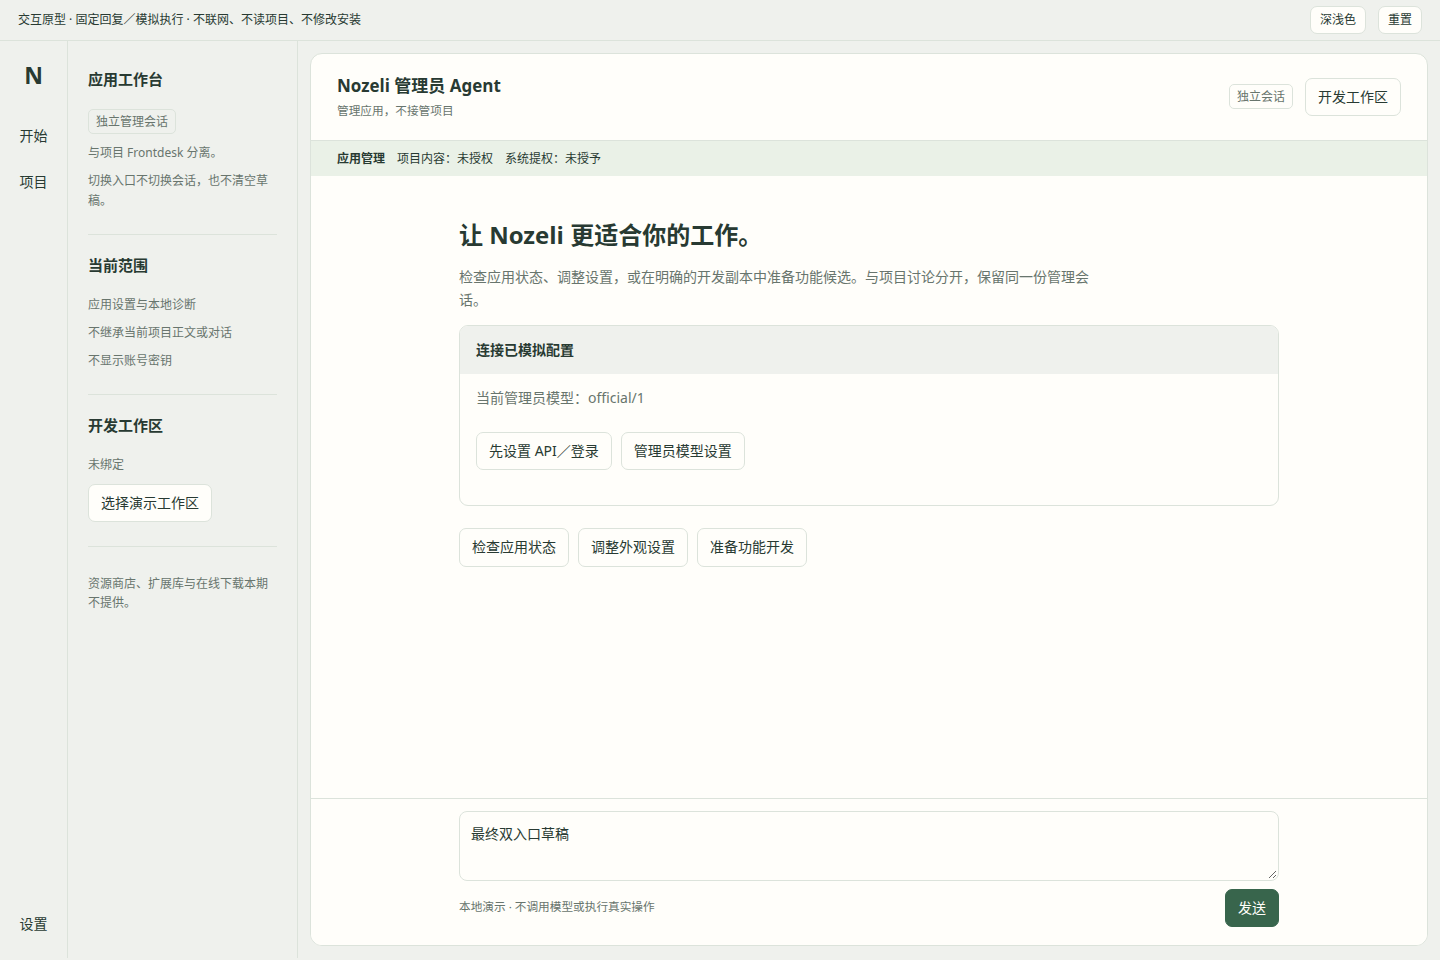 交互原型 · 固定回复／模拟执行 · 不联网、不读项目、不修改安装
深浅色
重置
N
开始
项目
设置
应用工作台
独立管理会话
与项目 Frontdesk 分离。
切换入口不切换会话，也不清空草
稿。
当前范围
应用设置与本地诊断
不继承当前项目正文或对话
不显示账号密钥
开发工作区
未绑定
选择演示工作区
资源商店、扩展库与在线下载本期
不提供。
Nozeli 管理员 Agent
管理应用，不接管项目
独立会话
开发工作区
应用管理 项目内容：未授权 系统提权：未授予
让 Nozeli 更适合你的工作。
检查应用状态、调整设置，或在明确的开发副本中准备功能候选。与项目讨论分开，保留同一份管理会
话。
连接已模拟配置
当前管理员模型：official/1
先设置 API／登录
管理员模型设置
检查应用状态
调整外观设置
准备功能开发
最终双入口草稿
本地演示 · 不调用模型或执行真实操作
发送